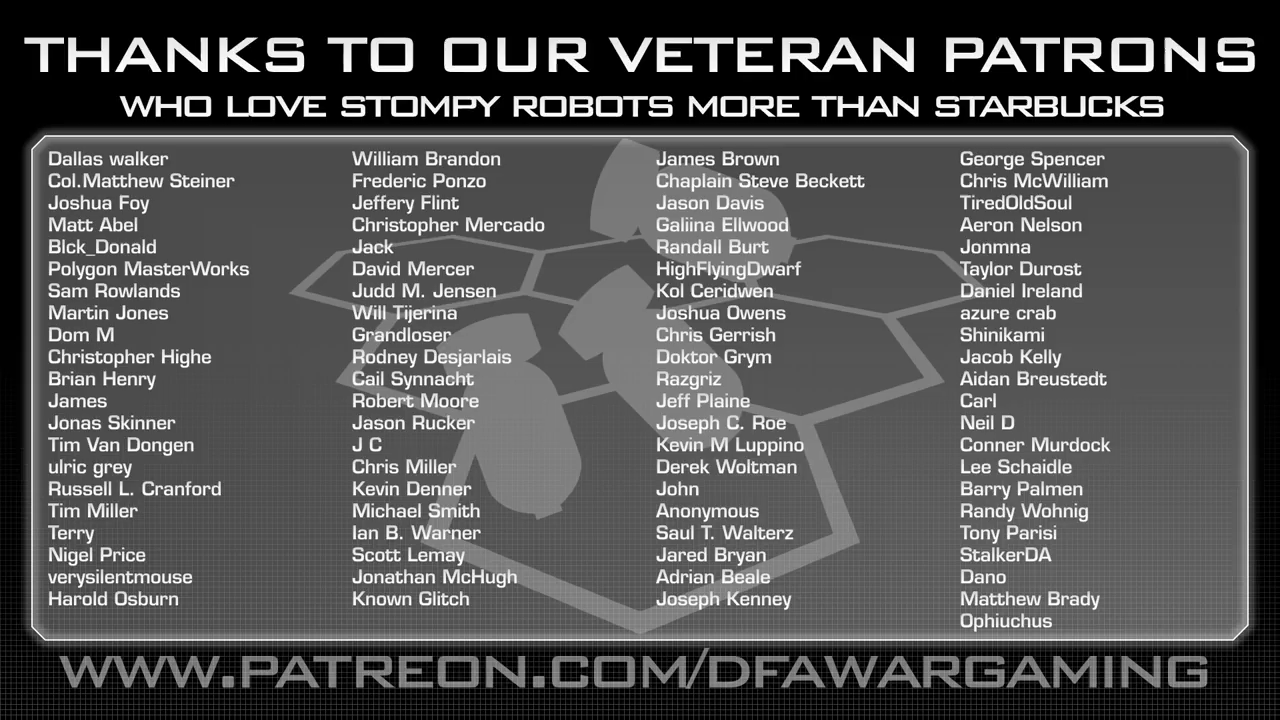 THANKS TO OUR VETERAN PATRONS
WHO LOVE STOMPY ROBOTS MORE THAN STARBUCKS
Dallas walker
Col.Matthew Steiner
Joshua Foy
Matt Abel
Blck_Donald
Polygon MasterWorks
Sam Rowlands
Martin Jones
Dom M
Christopher Highe
Brian Henry
James
Jonas Skinner
Tim Van Dongen
ulric grey
Russell L. Cranford
Tim Miller
Terry
Nigel Price
verysilentmouse
Harold Osburn
William Brandon
Frederic Ponzo
Jeffery Flint
Christopher Mercado
Jack
David Mercer
Judd M. Jensen
Will Tijerina
Grandloser
Rodney Desjarlais
Cail Synnacht
Robert Moore
Jason Rucker
J C
Chris Miller
Kevin Denner
Michael Smith
Ian B. Warner
Scott Lemay
Jonathan McHugh
Known Glitch
James Brown
Chaplain Steve Beckett
Jason Davis
Galiina Ellwood
Randall Burt
HighFlyingDwarf
Kol Ceridwen
Joshua Owens
Chris Gerrish
Doktor Grym
Razgriz
Jeff Plaine
Joseph C. Roe
Kevin M Luppino
Derek Woltman
John
Anonymous
Saul T. Walterz
Jared Bryan
Adrian Beale
Joseph Kenney
George Spencer
Chris McWilliam
TiredOldSoul
Aeron Nelson
Jonmna
Taylor Durost
Daniel Ireland
azure crab
Shinikami
Jacob Kelly
Aidan Breustedt
Carl
Neil D
Conner Murdock
Lee Schaidle
Barry Palmen
Randy Wohnig
Tony Parisi
StalkerDA
Dano
Matthew Brady
Ophiuchus
WWW.PATREON.COM/DFAWARGAMING